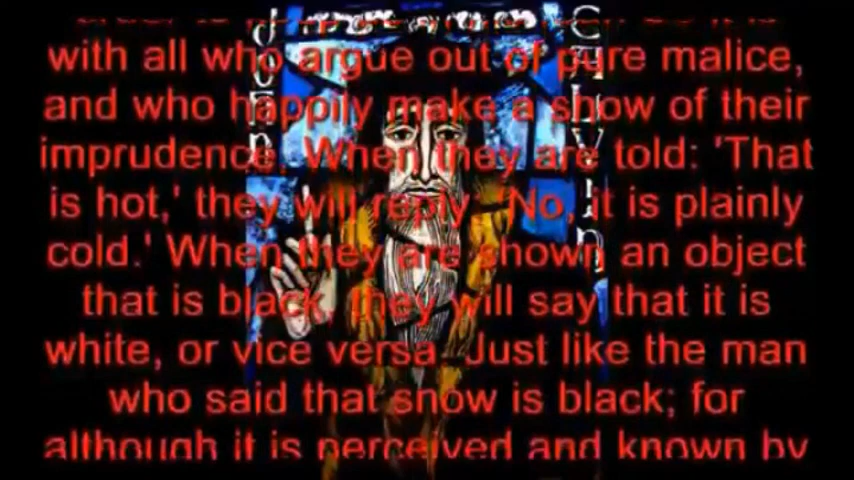 John Calvin
with all who argue out of pure malice,
and who happily make a show of their
imprudence. When they are told: 'That
is hot,' they will reply: 'No, it is plainly
cold.' When they are shown an object
that is black, they will say that it is
white, or vice versa. Just like the man
who said that snow is black; for
although it is perceived and known by